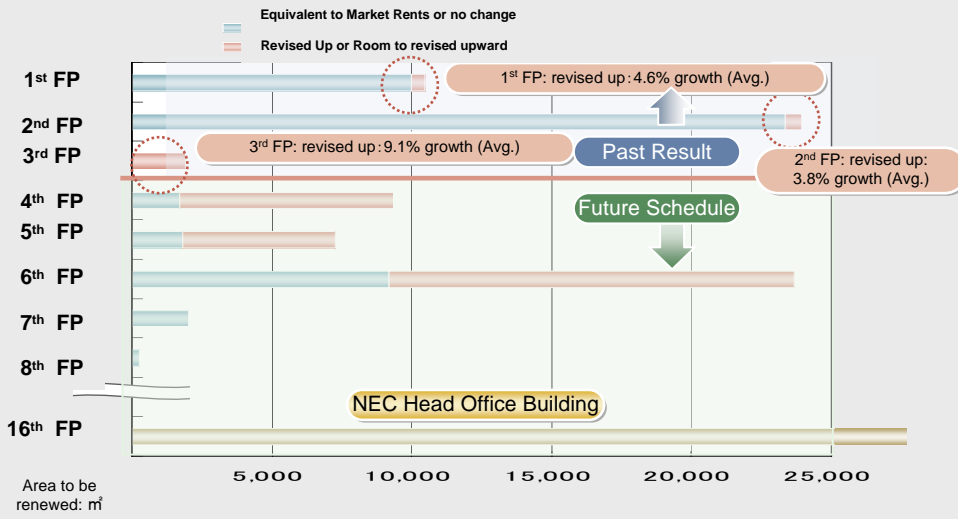 Equivalent to Market Rents or no change
Revised Up or Room to revised upward
1st FP
1st FP: revised up：4.6% growth (Avg.)
2nd FP
3rd FP
3rd FP: revised up：9.1% growth (Avg.)
Past Result
2nd FP: revised up:
3.8% growth (Avg.)
4th FP
Future Schedule
5th FP
6th FP
7th FP
8th FP
NEC Head Office Building
16th FP
5,000
10,000
15,000
20,000
25,000
Area to be
renewed: ㎡